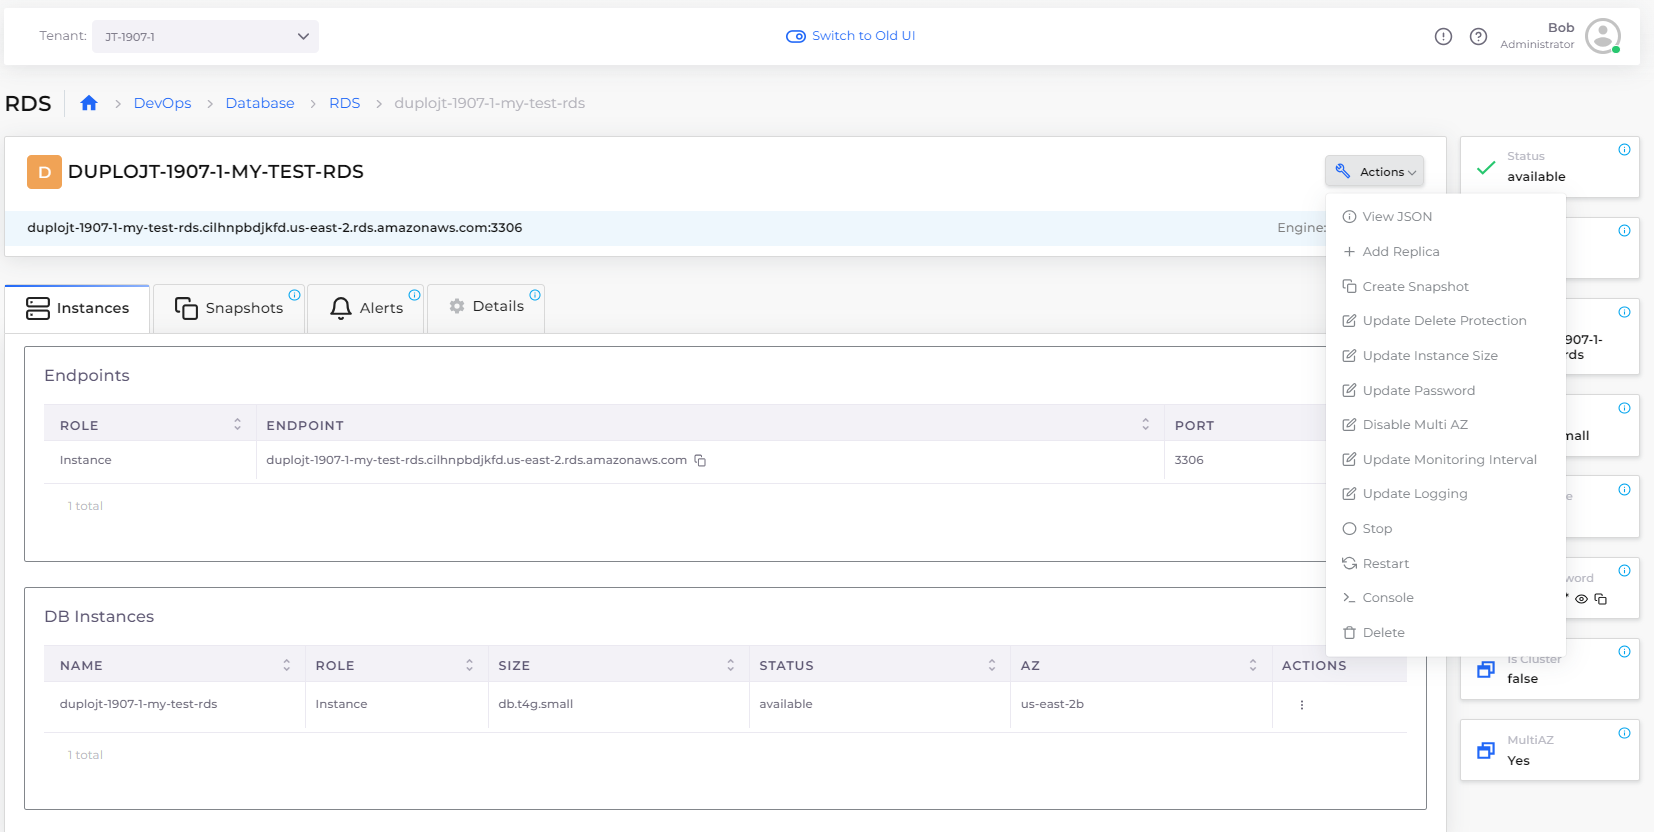 Tenant: JT-1907-1
Switch to Old UI
Bob
Administrator
RDS
DevOps
Database
RDS
duplojt-1907-1-my-test-rds
D DUPLOJT-1907-1-MY-TEST-RDS
Actions
duplojt-1907-1-my-test-rds.cilhnpbdjkfd.us-east-2.rds.amazonaws.com:3306
Engine:
View JSON
Add Replica
Create Snapshot
Update Delete Protection
Update Instance Size
Update Password
Disable Multi AZ
Update Monitoring Interval
Update Logging
Stop
Restart
Console
Delete
Instances
Snapshots
Alerts
Details
Endpoints
ROLE ENDPOINT PORT
Instance duplojt-1907-1-my-test-rds.cilhnpbdjkfd.us-east-2.rds.amazonaws.com 3306
1 total
DB Instances
NAME ROLE SIZE STATUS AZ ACTIONS
duplojt-1907-1-my-test-rds Instance db.t4g.small available us-east-2b
1 total
Status
available
907-1-
Is Cluster
false
MultiAZ
Yes